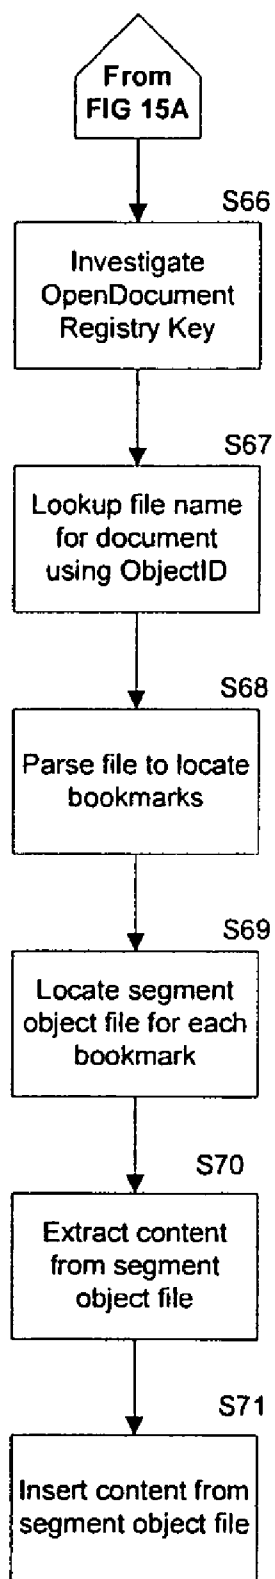 From
FIG 15A
S66
Investigate
OpenDocument
Registry Key
S67
Lookup file name
for document
using ObjectID
S68
Parse file to locate
bookmarks
S69
Locate segment
object file for each
bookmark
S70
Extract content
from segment
object file
S71
Insert content from
segment object file